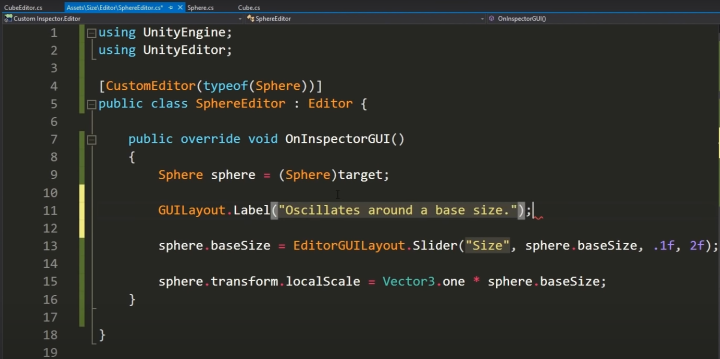 CubeEditor.cs Assets\Size\Editor\SphereEditor.cs* Sphere.cs Cube.cs
Custom Inspector.Editor SphereEditor OnInspectorGUI()
1 using UnityEngine;
2 using UnityEditor;
3
4 [CustomEditor(typeof(Sphere))]
5 public class SphereEditor : Editor {
6
7 public override void OnInspectorGUI()
8 {
9 Sphere sphere = (Sphere)target;
10
11 GUILayout.Label("Oscillates around a base size.");
12
13 sphere.baseSize = EditorGUILayout.Slider("Size", sphere.baseSize, .1f, 2f);
14
15 sphere.transform.localScale = Vector3.one * sphere.baseSize;
16 }
17
18 }
19